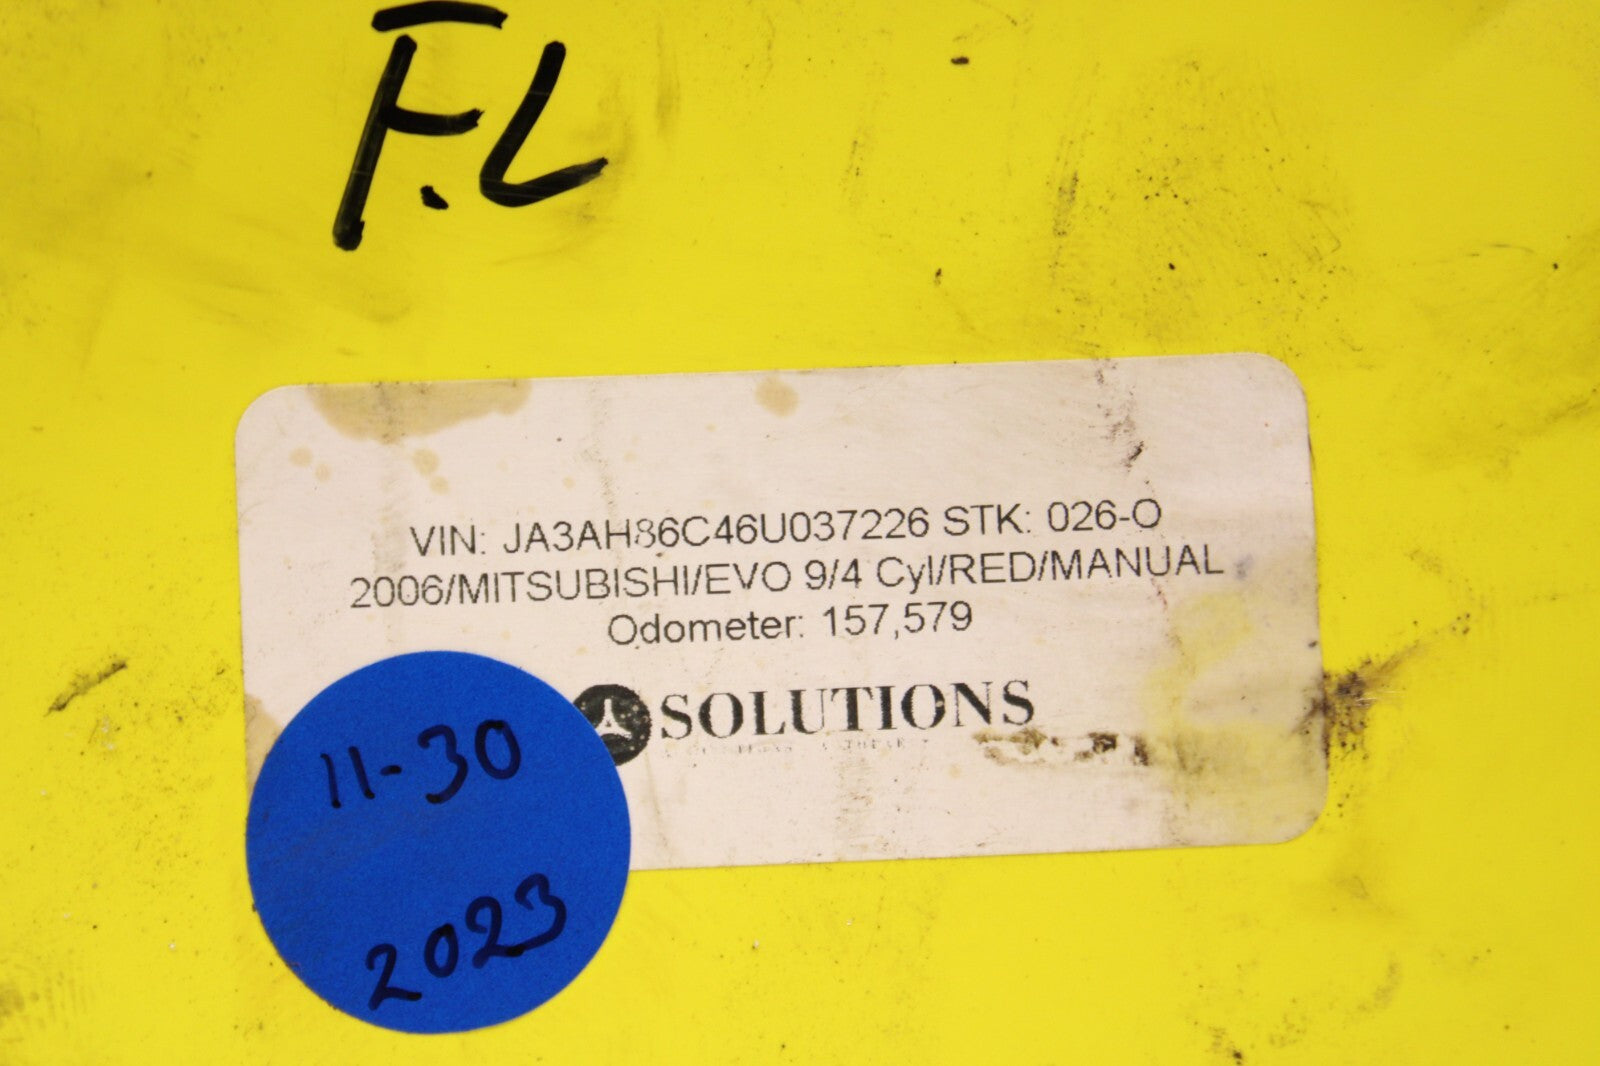 F.L
VIN: JA3AH86C46U037226 STK: 026-O
2006/MITSUBISHI/EVO 9/4 Cyl/RED/MANUAL
Odometer: 157,579
SOLUTIONS
11-30
2023